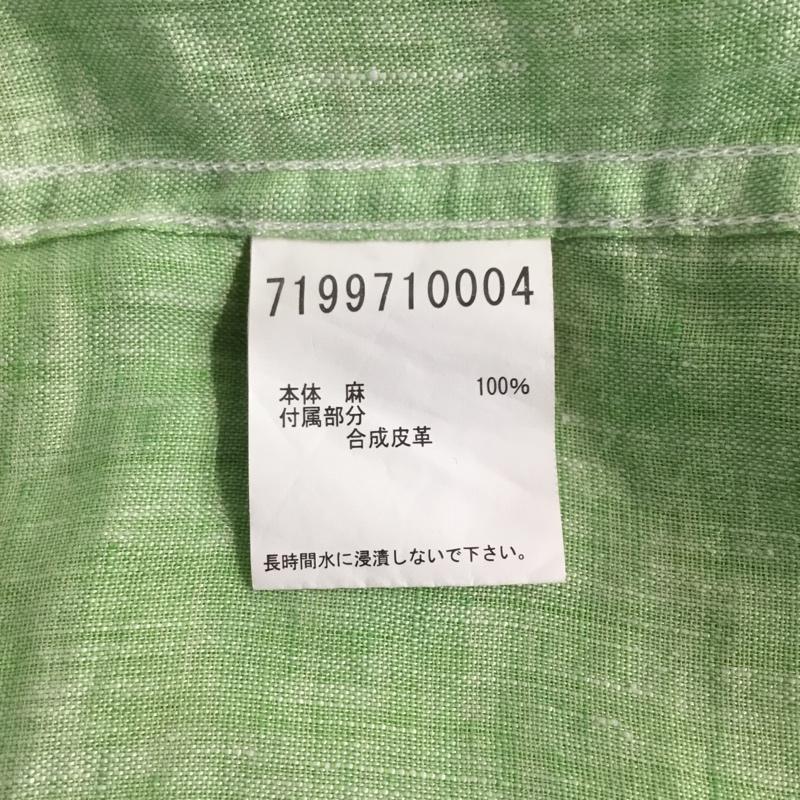 7199710004
本体　麻　　　　　100%
付属部分
合成皮革
長時間水に浸漬しないで下さい。